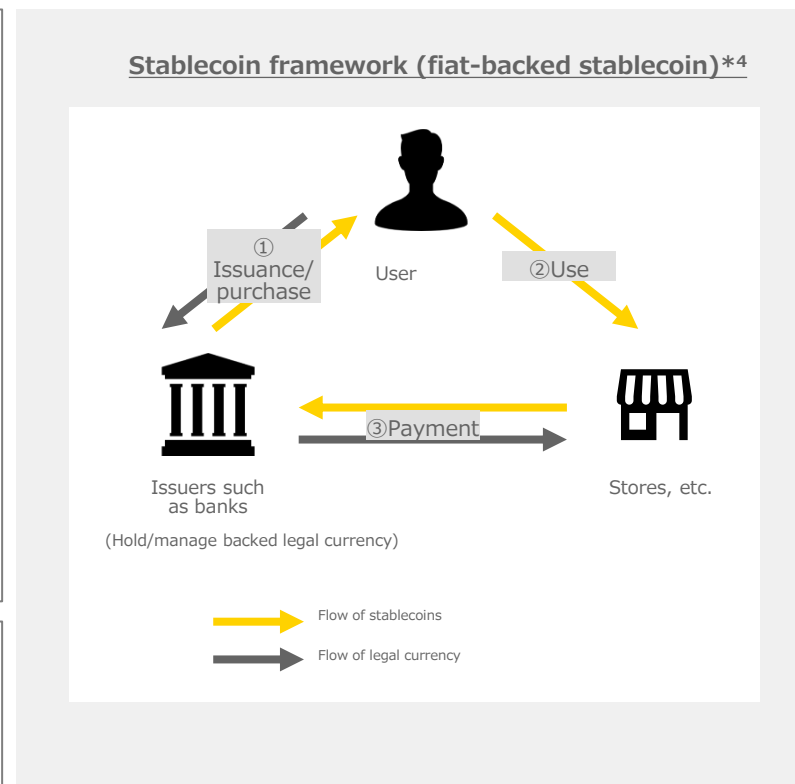 Stablecoin framework (fiat-backed stablecoin)*4
①
Issuance/
purchase
User
②Use
③Payment
Issuers such
as banks
(Hold/manage backed legal currency)
Stores, etc.
Flow of stablecoins
Flow of legal currency